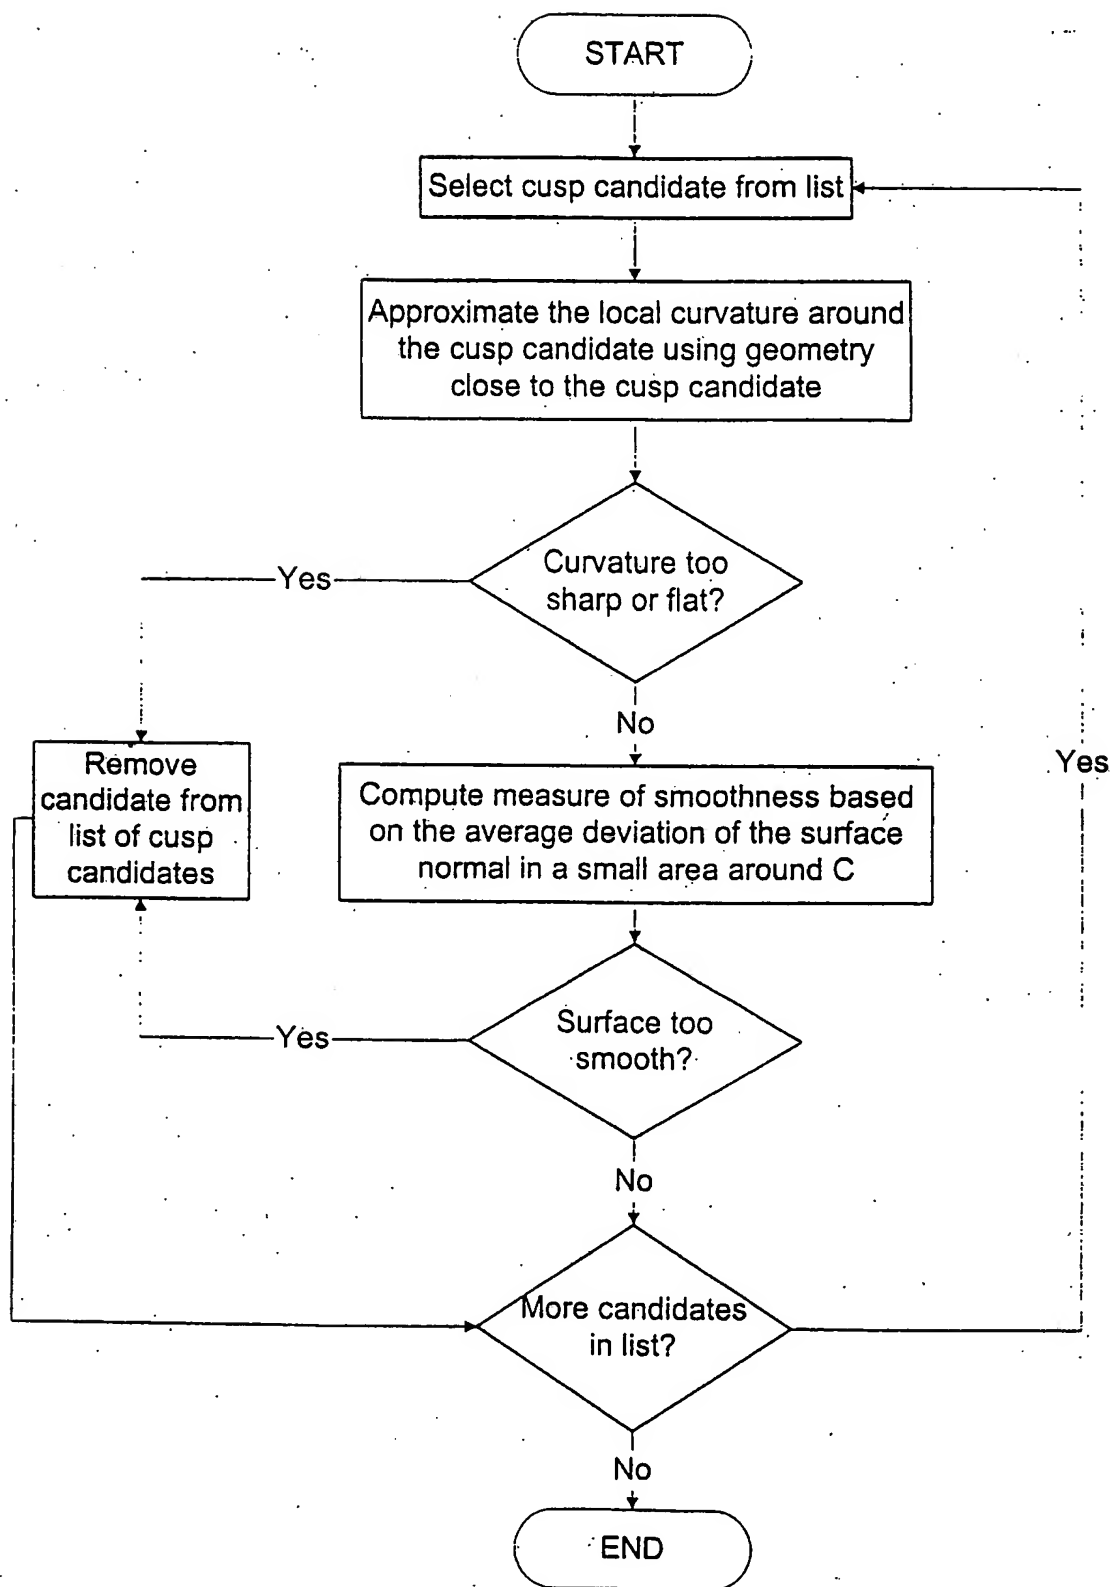 START
Select cusp candidate from list
Approximate the local curvature around
the cusp candidate using geometry
close to the cusp candidate
Curvature too
sharp or flat?
Yes
No
Remove
candidate from
list of cusp
candidates
Compute measure of smoothness based
on the average deviation of the surface
normal in a small area around C
Yes
Surface too
smooth?
Yes
No
More candidates
in list?
No
END